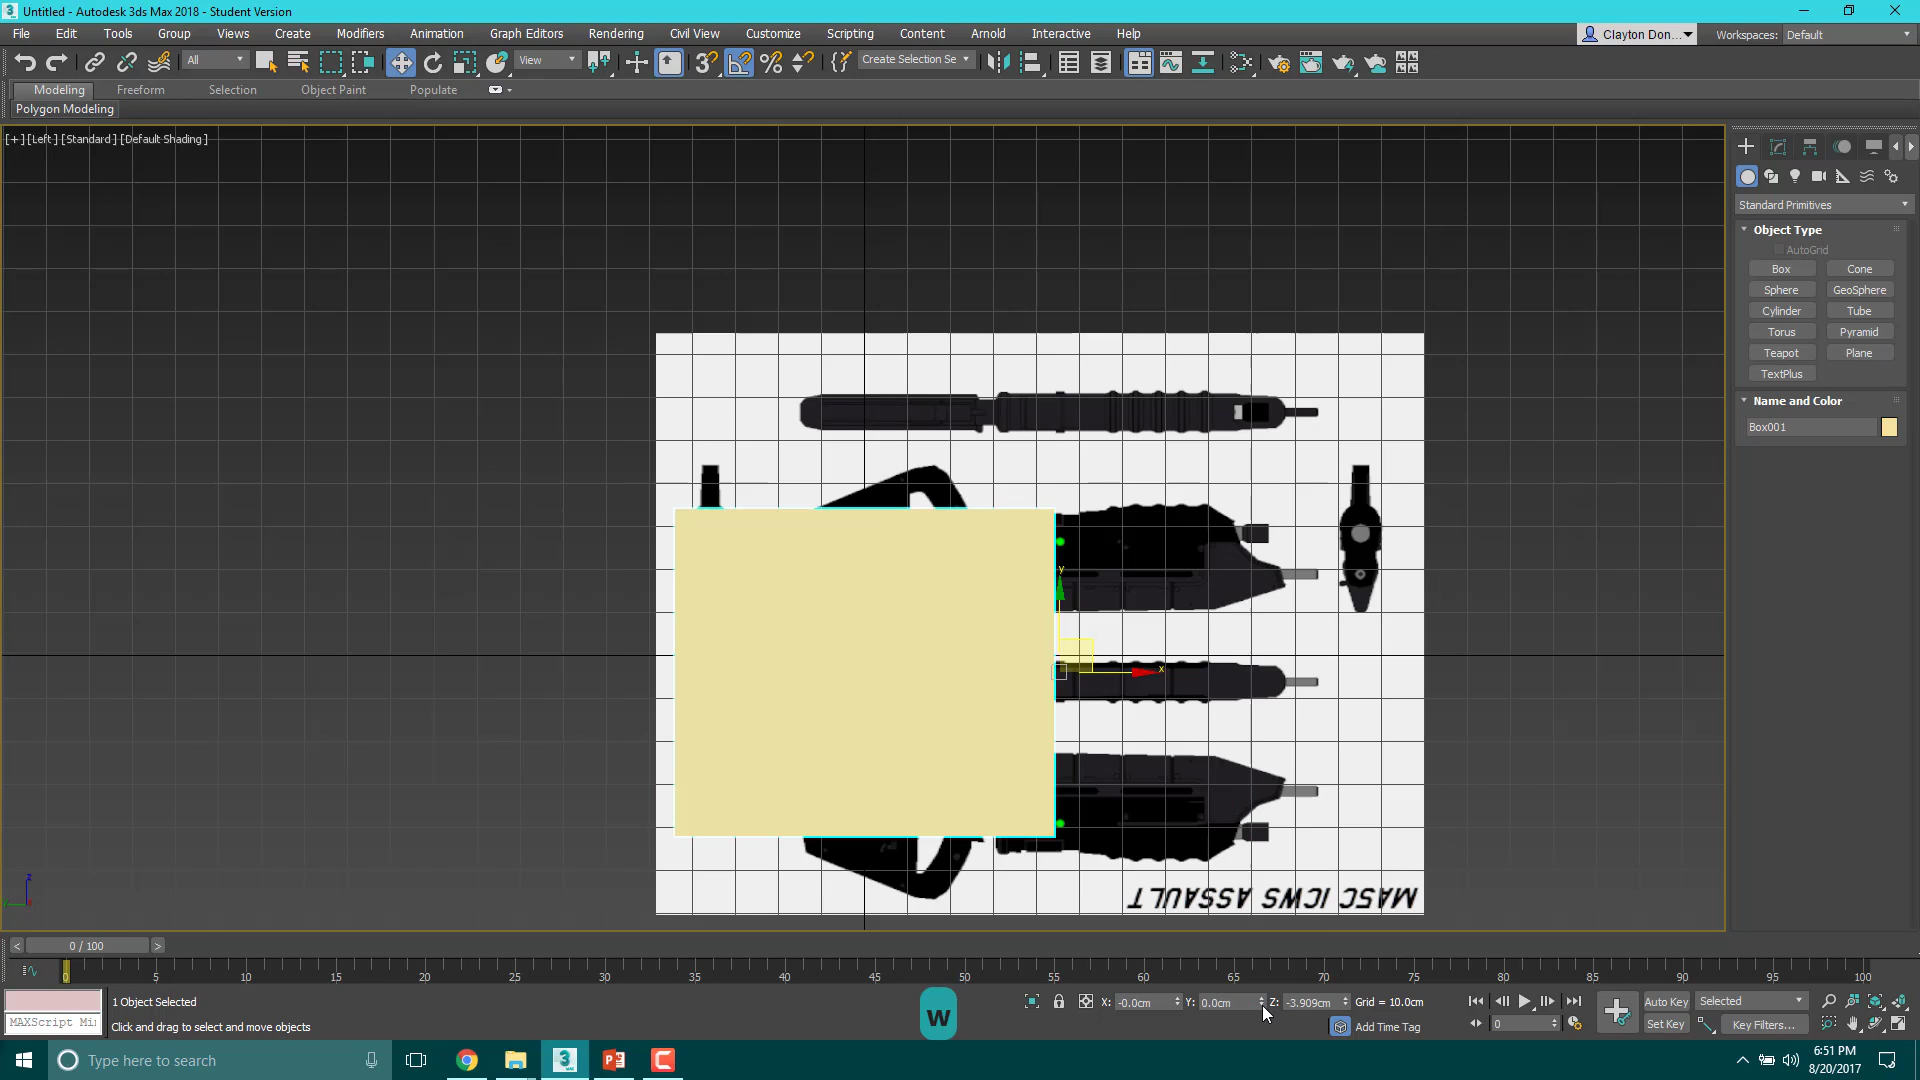 Untitled - Autodesk 3ds Max 2018 - Student Version
File Edit Tools Group Views Create Modifiers Animation Graph Editors Rendering Civil View Customize Scripting Content Arnold Interactive Help
Clayton Don... Workspaces: Default
All View Create Selection Se
Modeling Freeform Selection Object Paint Populate
Polygon Modeling
[+] [Left] [Standard] [Default Shading]
Standard Primitives
Object Type
AutoGrid
Box Cone
Sphere GeoSphere
Cylinder Tube
Torus Pyramid
Teapot Plane
TextPlus
Name and Color
Box001
y
x
MASC ICWS ASSAULT
z
0 / 100
0 5 10 15 20 25 30 35 40 45 50 55 60 65 70 75 80 85 90 95 100
1 Object Selected
X: -0.0cm Y: 0.0cm Z: -3.909cm Grid = 10.0cm
Auto Key Selected
MAXScript Mi
Click and drag to select and move objects
W
Add Time Tag
0
Set Key Key Filters...
Type here to search
6:51 PM
8/20/2017